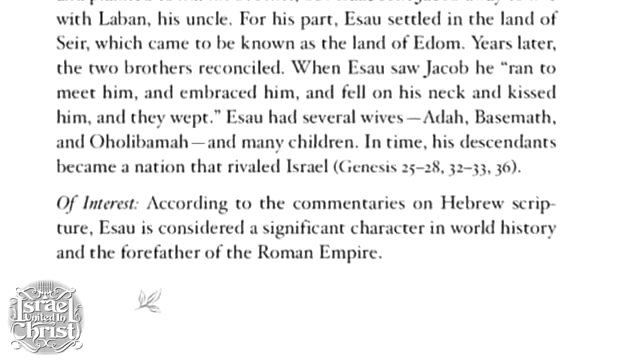 with Laban, his uncle. For his part, Esau settled in the land of
Seir, which came to be known as the land of Edom. Years later,
the two brothers reconciled. When Esau saw Jacob he “ran to
meet him, and embraced him, and fell on his neck and kissed
him, and they wept.” Esau had several wives—Adah, Basemath,
and Oholibamah—and many children. In time, his descendants
became a nation that rivaled Israel (Genesis 25–28, 32–33, 36).
Of Interest: According to the commentaries on Hebrew scrip-
ture, Esau is considered a significant character in world history
and the forefather of the Roman Empire.
Israel
United In
Christ